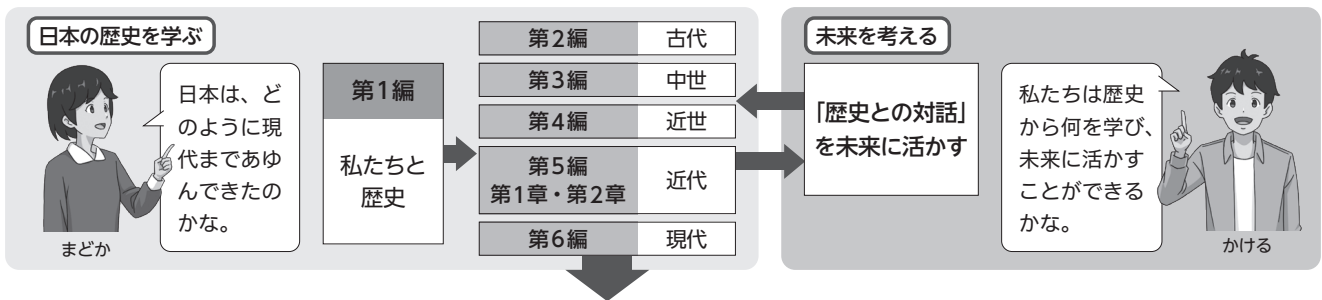 日本の歴史を学ぶ
日本は、ど
のように現
代まであゆ
んできたの
かな。
まどか
第1編
私たちと
歴史
第2編 古代
第3編 中世
第4編 近世
第5編
第1章・第2章
近代
第6編 現代
未来を考える
「歴史との対話」
を未来に活かす
私たちは歴史
から何を学び、
未来に活かす
ことができる
かな。
かける